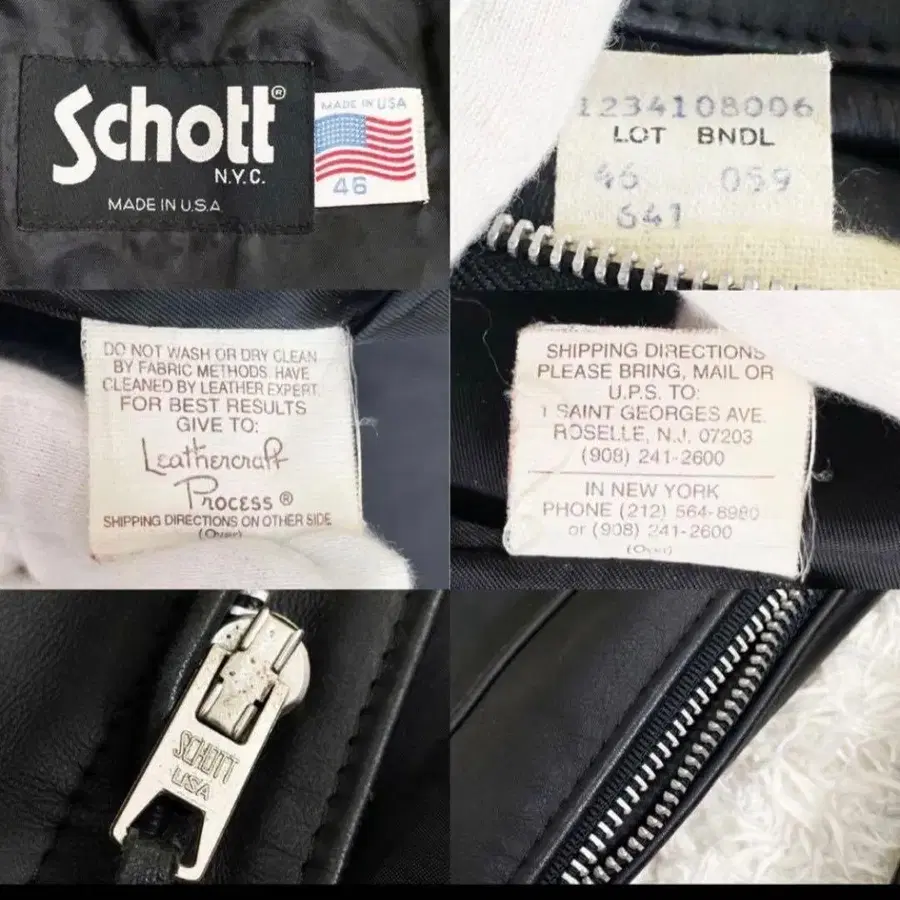 Schott®
N.Y.C.
MADE IN U.S.A
MADE IN USA
46
1234108006
LOT BNDL
46 059
641
DO NOT WASH OR DRY CLEAN
BY FABRIC METHODS. HAVE
CLEANED BY LEATHER EXPERT.
FOR BEST RESULTS
GIVE TO:
Leathercraft
Process®
SHIPPING DIRECTIONS ON OTHER SIDE
(Over)
SHIPPING DIRECTIONS
PLEASE BRING, MAIL OR
U.P.S. TO:
1 SAINT GEORGES AVE.
ROSELLE, N.J. 07203
(908) 241-2600
IN NEW YORK
PHONE (212) 564-8980
or (908) 241-2600
(Over)
SCHOTT
USA